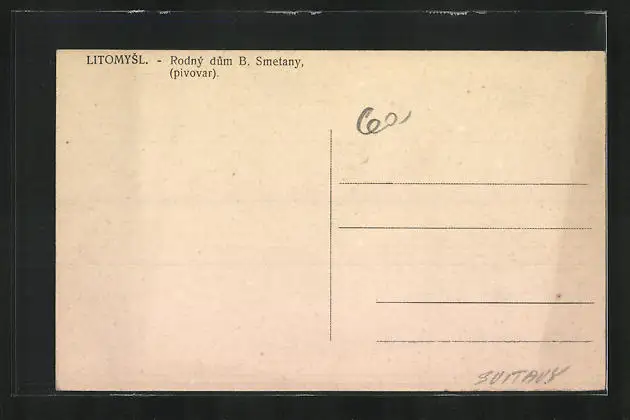 LITOMYŠL. - Rodný dům B. Smetany,
(pivovar).
60,
SVITAVY